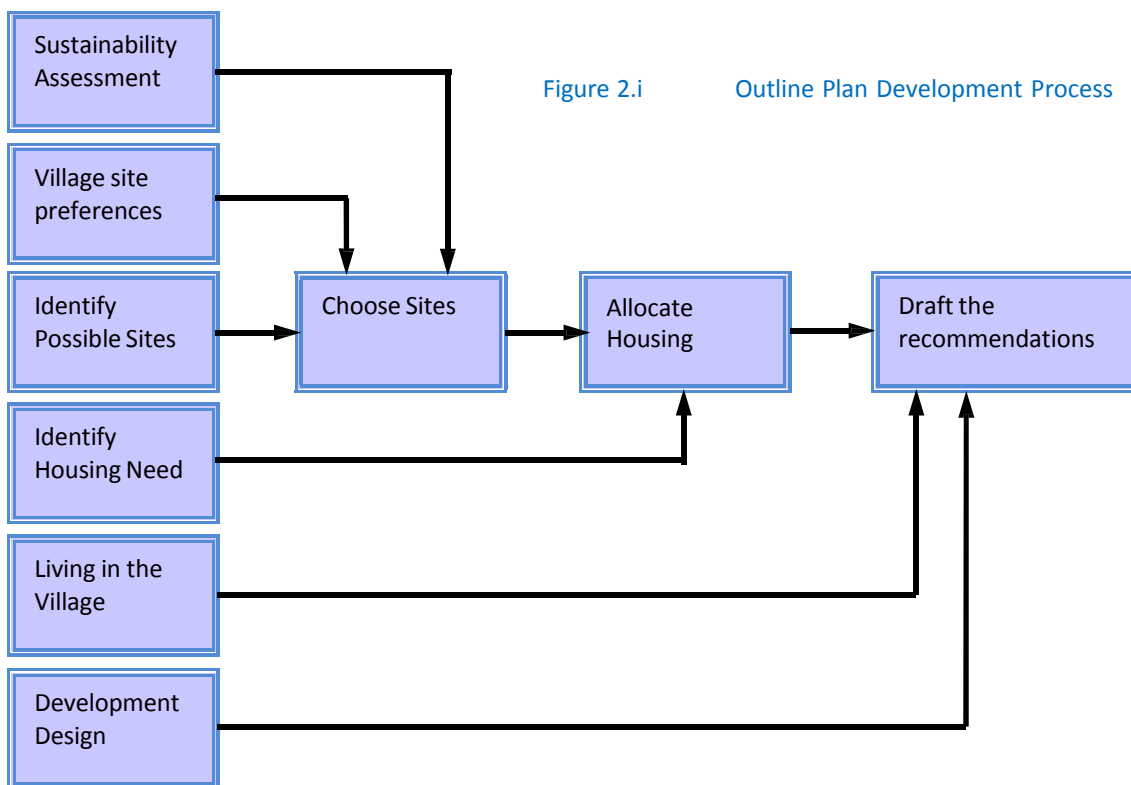 Sustainability
Assessment
Figure 2.i Outline Plan Development Process
Village site
preferences
Identify
Possible Sites
Choose Sites
Allocate
Housing
Draft the
recommendations
Identify
Housing Need
Living in the
Village
Development
Design